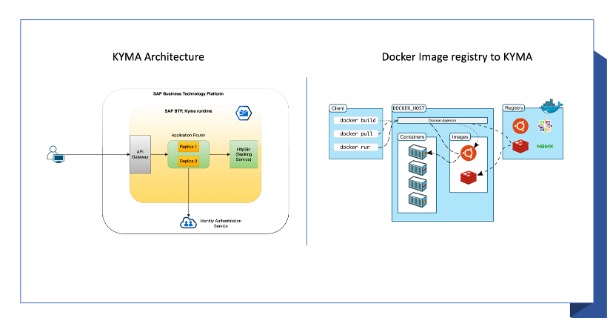 KYMA Architecture
SAP Business Technology Platform
SAP BTP, Kyma runtime
Application Router
API
Gateway
Replica 1
Replica 2
HttpBin
(Backing
Service)
Identity Authentication
Service
Docker Image registry to KYMA
Client
docker build
docker pull
docker run
DOCKER_HOST
Docker daemon
Containers
Images
Registry
NGINX